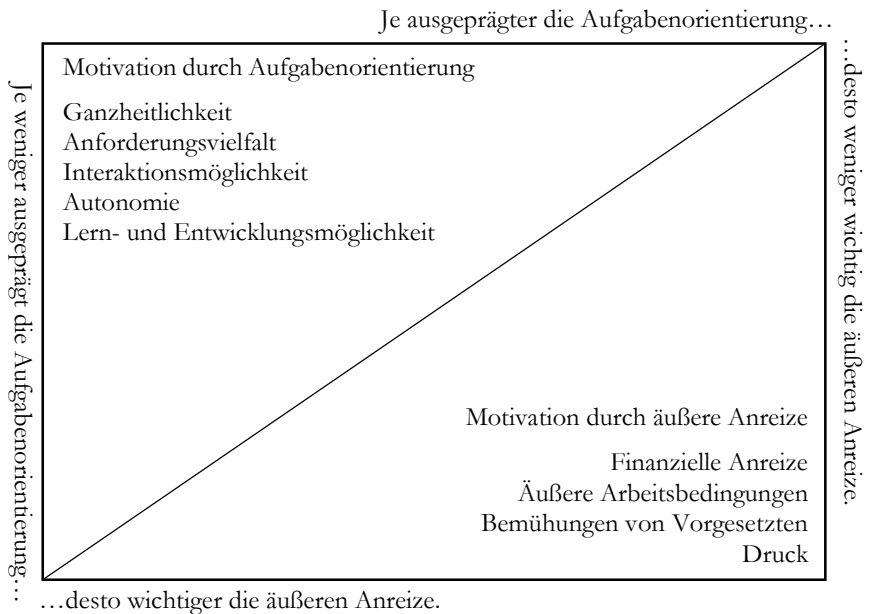 Je ausgeprägter die Aufgabenorientierung…
…desto weniger wichtig die äußeren Anreize.
Motivation durch Aufgabenorientierung
Ganzheitlichkeit
Anforderungsvielfalt
Interaktionsmöglichkeit
Autonomie
Lern- und Entwicklungsmöglichkeit
Motivation durch äußere Anreize
Finanzielle Anreize
Äußere Arbeitsbedingungen
Bemühungen von Vorgesetzten
Druck
Je weniger ausgeprägt die Aufgabenorientierung…
…desto wichtiger die äußeren Anreize.